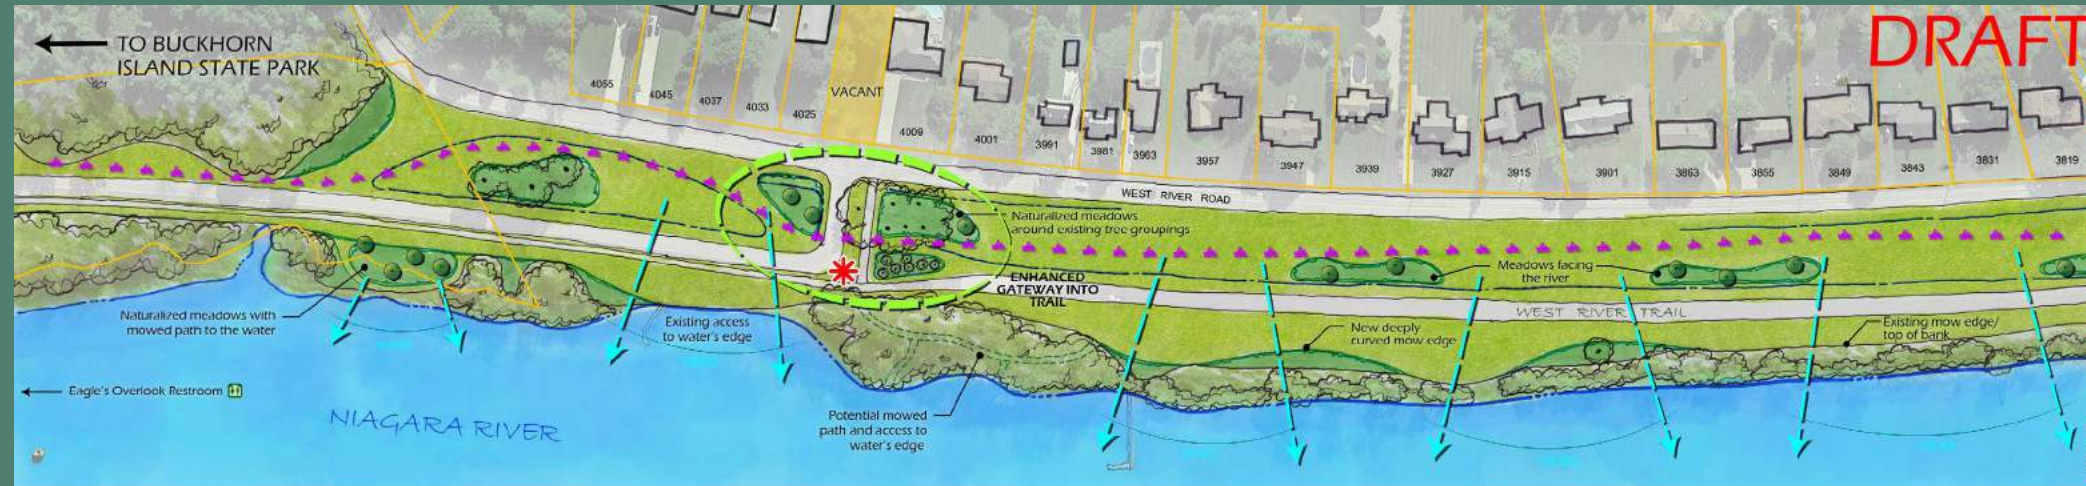 TO BUCKHORN
ISLAND STATE PARK
DRAFT
4055
4045
4037
4033
4025
VACANT
4009
4001
3991
3981
3963
3957
3947
3939
3927
3915
3901
3863
3855
3849
3843
3831
3819
WEST RIVER ROAD
Naturalized meadows
around existing tree groupings
Meadows facing
the river
ENHANCED
GATEWAY INTO
TRAIL
WEST RIVER TRAIL
Naturalized meadows with
mowed path to the water
Existing access
to water's edge
New deeply
curved mow edge
Existing mow edge/
top of bank
Eagle's Overlook Restroom
NIAGARA RIVER
Potential mowed
path and access to
water's edge